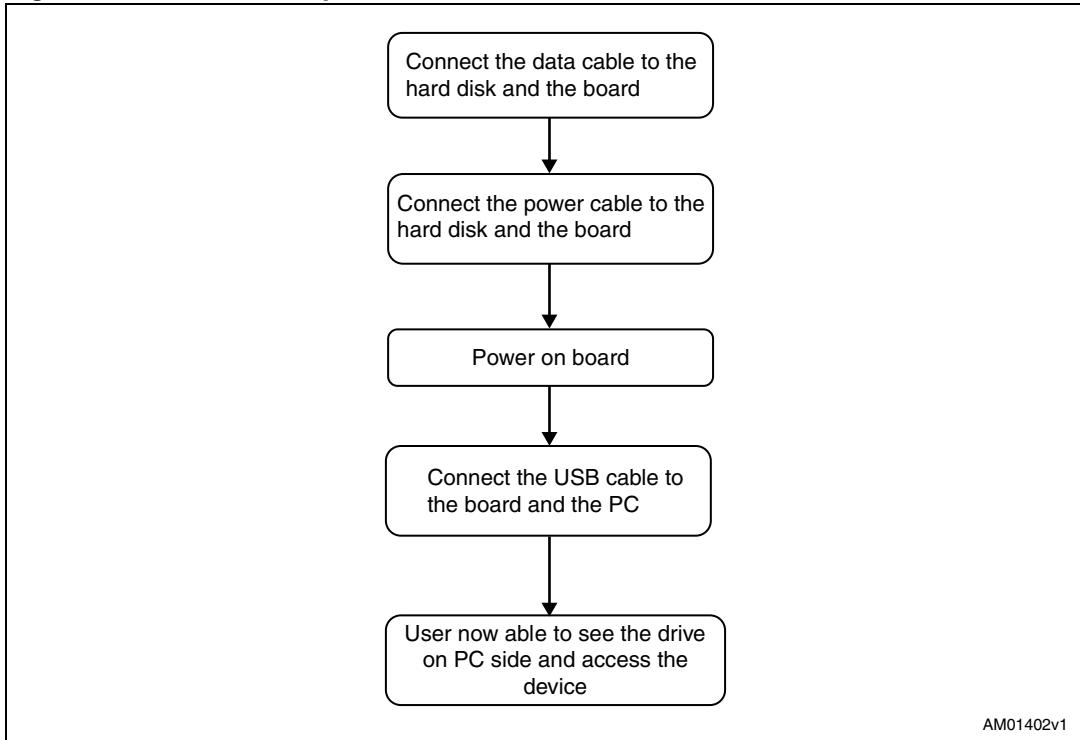 Connect the data cable to the
hard disk and the board
Connect the power cable to the
hard disk and the board
Power on board
Connect the USB cable to
the board and the PC
User now able to see the drive
on PC side and access the
device
AM01402v1